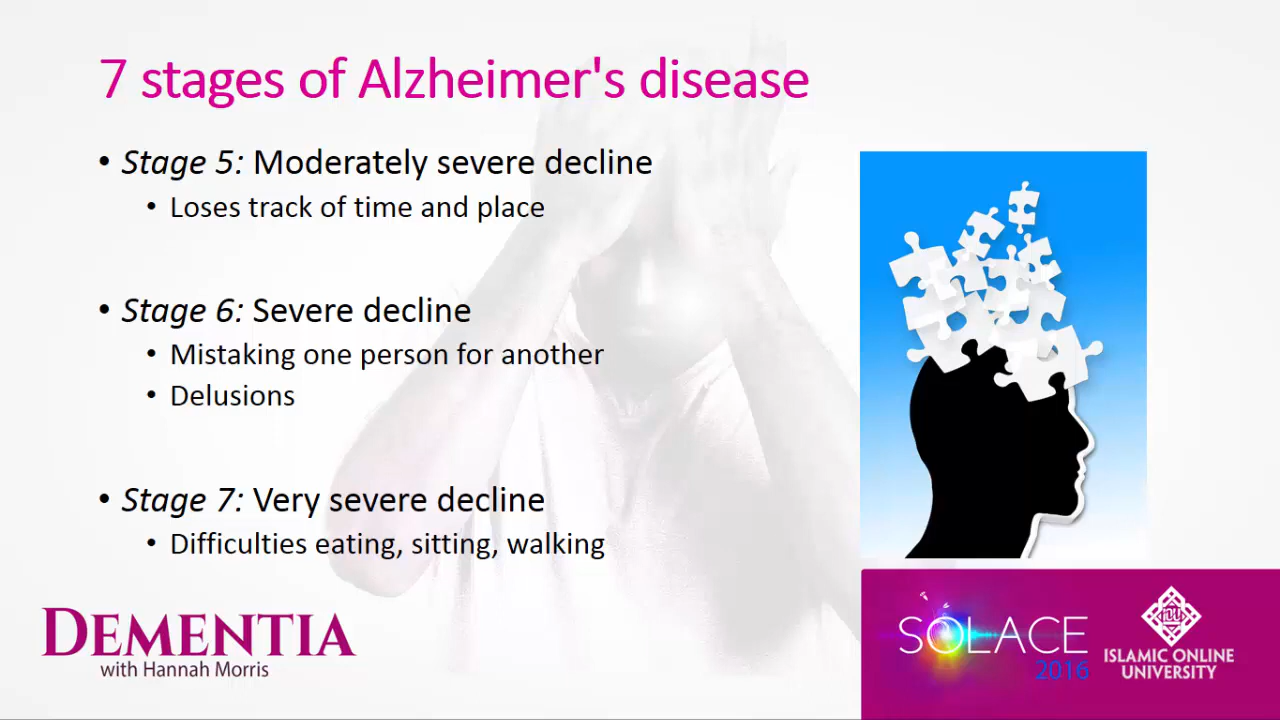 7 stages of Alzheimer's disease
• Stage 5: Moderately severe decline
• Loses track of time and place
• Stage 6: Severe decline
• Mistaking one person for another
• Delusions
• Stage 7: Very severe decline
• Difficulties eating, sitting, walking
DEMENTIA
with Hannah Morris
SOLACE
2016
IOU
ISLAMIC ONLINE
UNIVERSITY